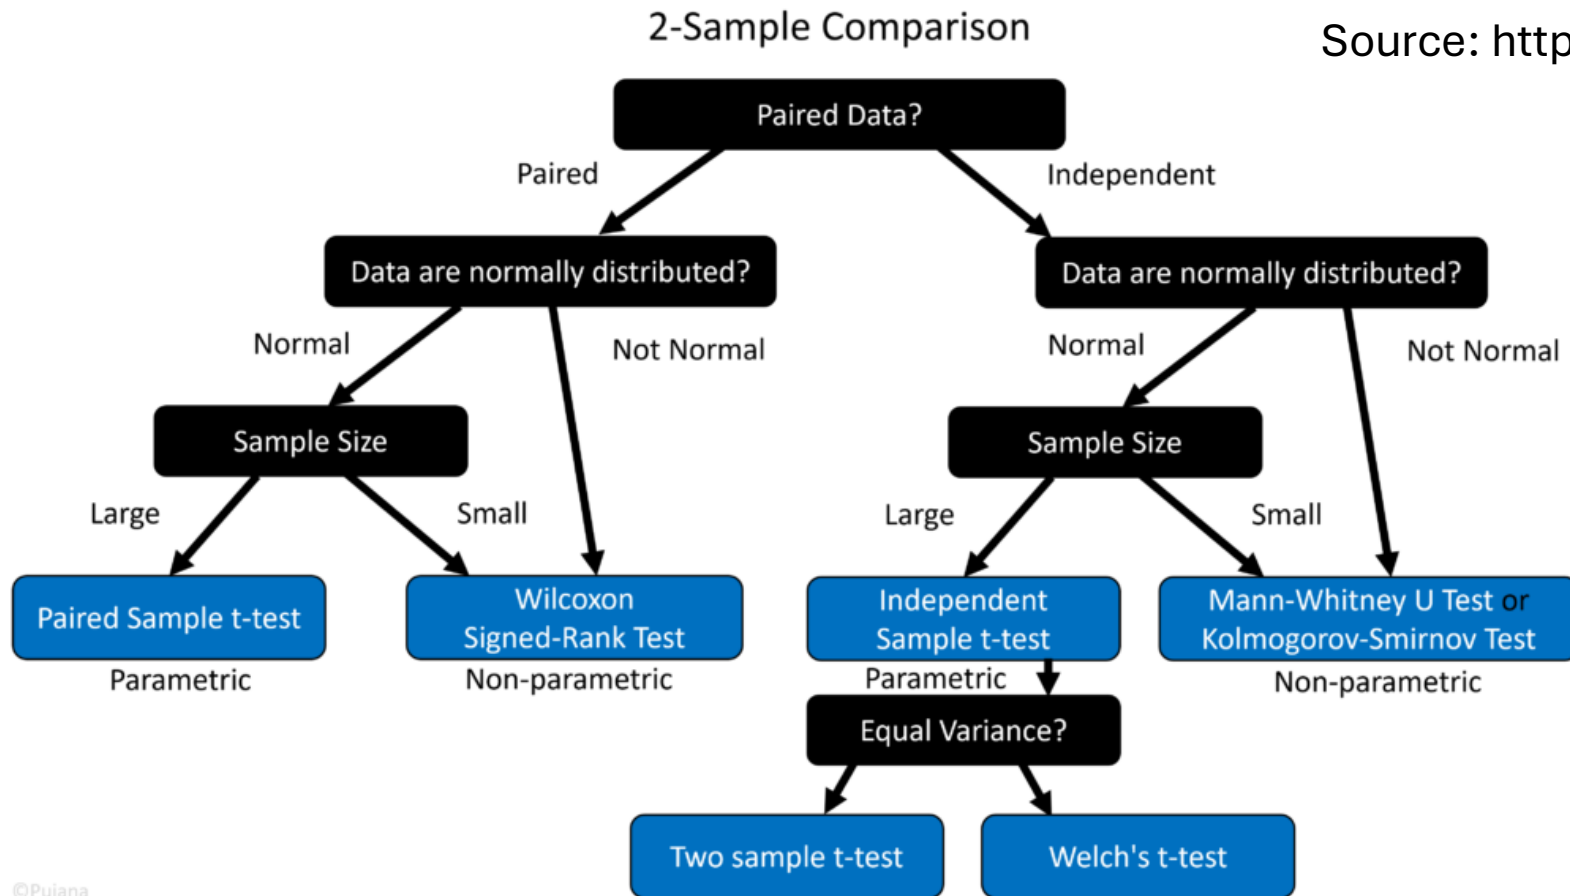 2-Sample Comparison
Source: http
Paired Data?
Paired
Independent
Data are normally distributed?
Data are normally distributed?
Normal
Not Normal
Normal
Not Normal
Sample Size
Sample Size
Large
Small
Large
Small
Paired Sample t-test
Wilcoxon
Signed-Rank Test
Independent
Sample t-test
Mann-Whitney U Test or
Kolmogorov-Smirnov Test
Parametric
Non-parametric
Parametric
Non-parametric
Equal Variance?
Two sample t-test
Welch's t-test
©Pujana